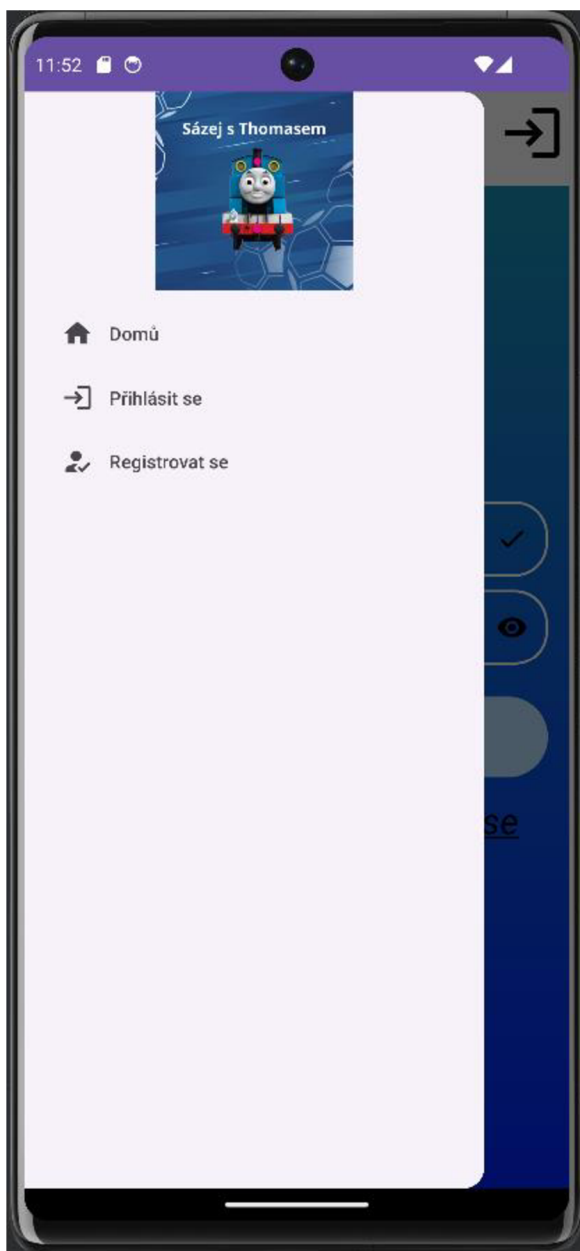 11:52
Sázej s Thomasem
Domů
Přihlásit se
Registrovat se
se